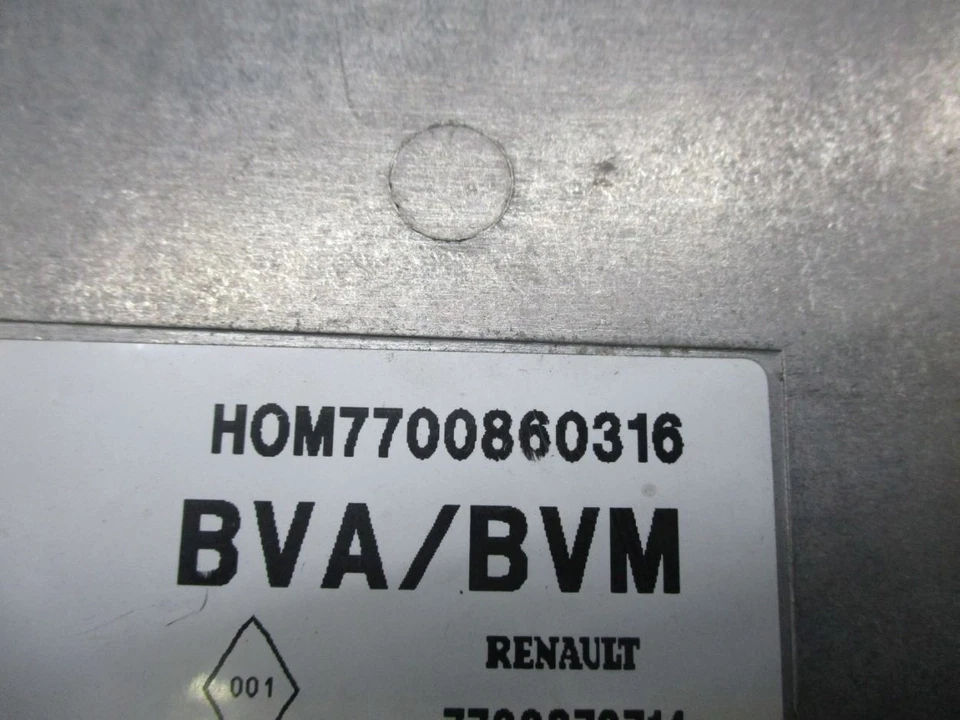 HOM7700860316
BVA/BVM
RENAULT
001